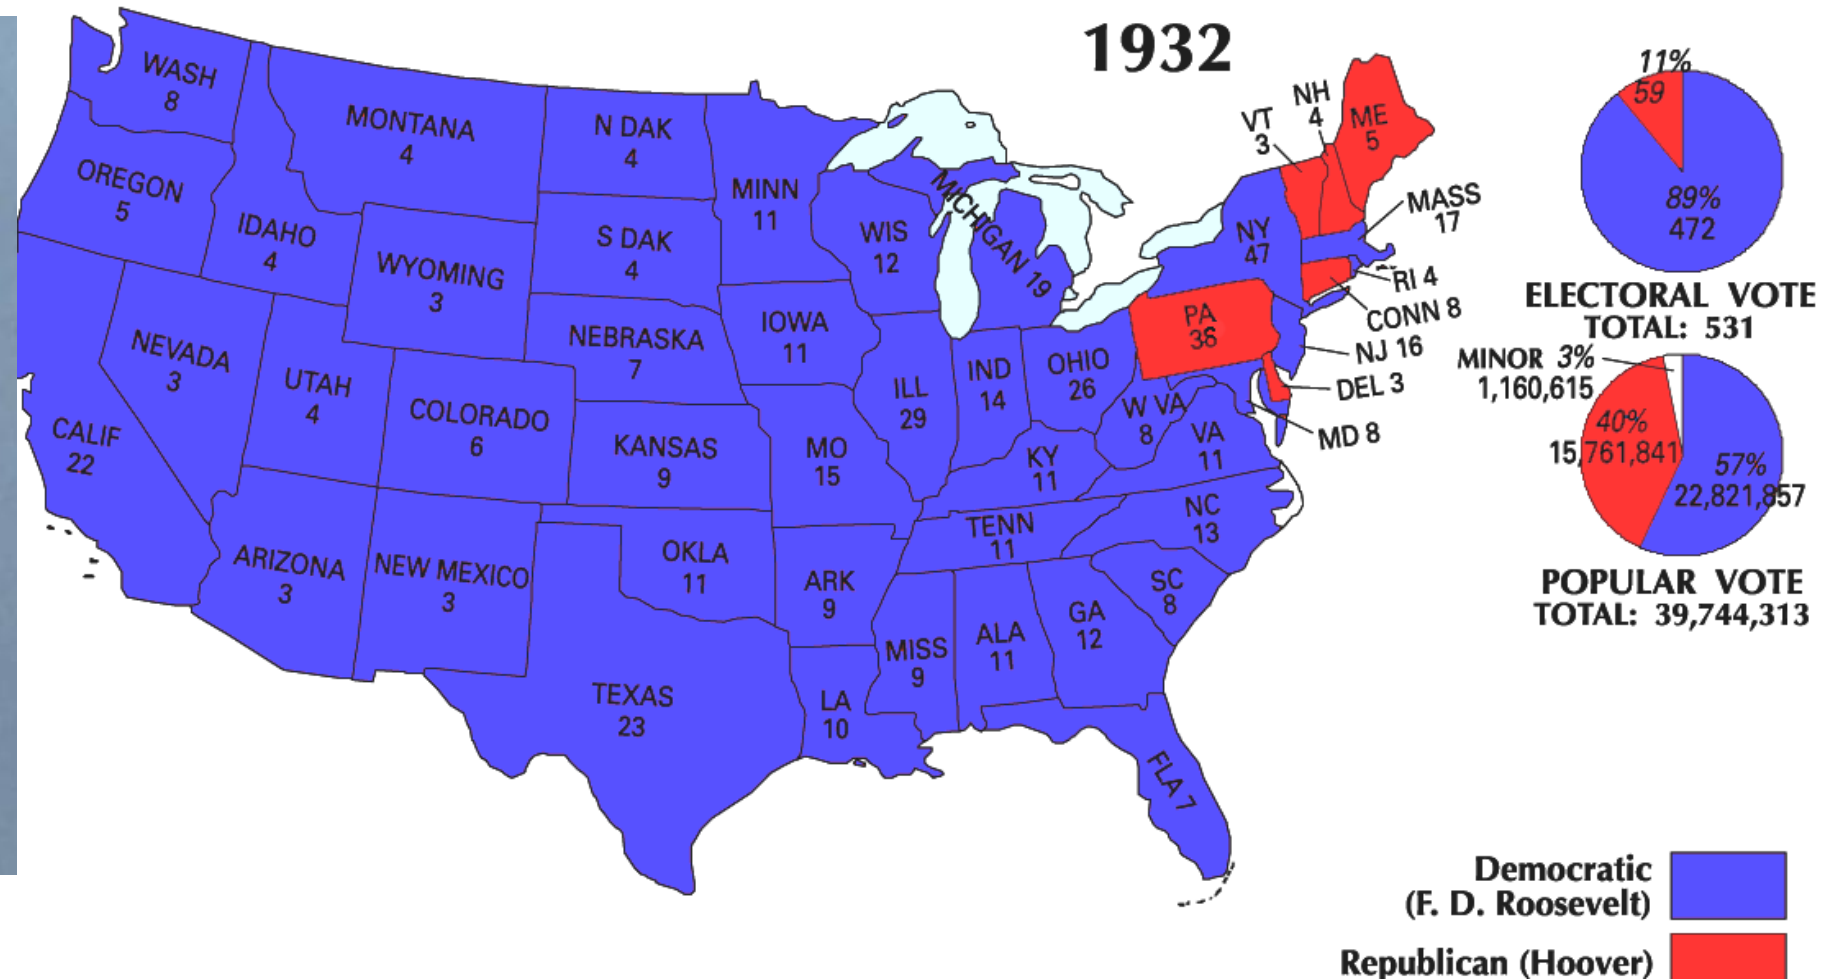 1932
WASH
8
OREGON
5
CALIF
22
IDAHO
4
NEVADA
3
UTAH
4
ARIZONA
3
MONTANA
4
WYOMING
3
COLORADO
6
NEW MEXICO
3
N DAK
4
S DAK
4
NEBRASKA
7
KANSAS
9
OKLA
11
TEXAS
23
MINN
11
IOWA
11
MO
15
ARK
9
LA
10
WIS
12
ILL
29
MICHIGAN 19
IND
14
OHIO
26
KY
11
TENN
11
MISS
9
ALA
11
GA
12
FLA 7
SC
8
NC
13
VA
11
W VA
8
PA
36
NY
47
VT
3
NH
4
ME
5
MASS
17
RI 4
CONN 8
NJ 16
DEL 3
MD 8
11%
59
89%
472
ELECTORAL VOTE
TOTAL: 531
MINOR 3%
1,160,615
40%
15,761,841
57%
22,821,857
POPULAR VOTE
TOTAL: 39,744,313
Democratic
(F. D. Roosevelt)
Republican (Hoover)